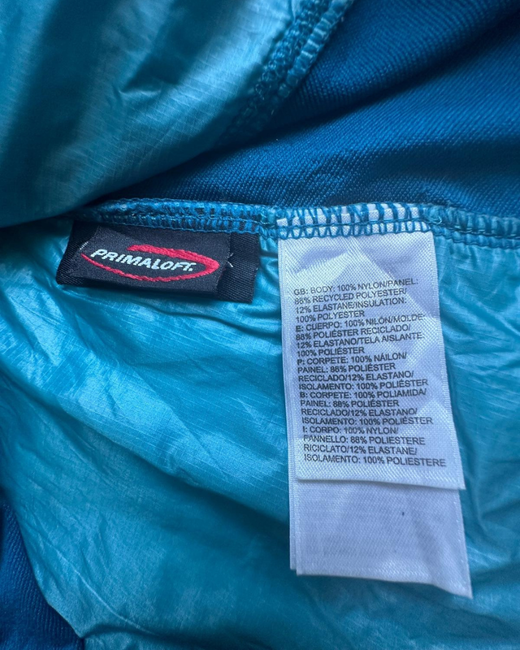 PRIMALOFT.
GB: BODY: 100% NYLON/PANEL:
88% RECYCLED POLYESTER/
12% ELASTANE/INSULATION:
100% POLYESTER
E: CUERPO: 100% NILÓN/MOLDE:
88% POLIÉSTER RECICLADO/
12% ELASTANO/TELA AISLANTE:
100% POLIÉSTER
P: CORPETE: 100% NÁILON/
PAINEL: 88% POLIÉSTER
RECICLADO/12% ELASTANO/
ISOLAMENTO: 100% POLIÉSTER
B: CORPETE: 100% POLIAMIDA/
PAINEL: 88% POLIÉSTER
RECICLADO/12% ELASTANO/
ISOLAMENTO: 100% POLIÉSTER
I: CORPO: 100% NYLON/
PANNELLO: 88% POLIESTERE
RICICLATO/12% ELASTANE/
ISOLAMENTO: 100% POLIESTERE